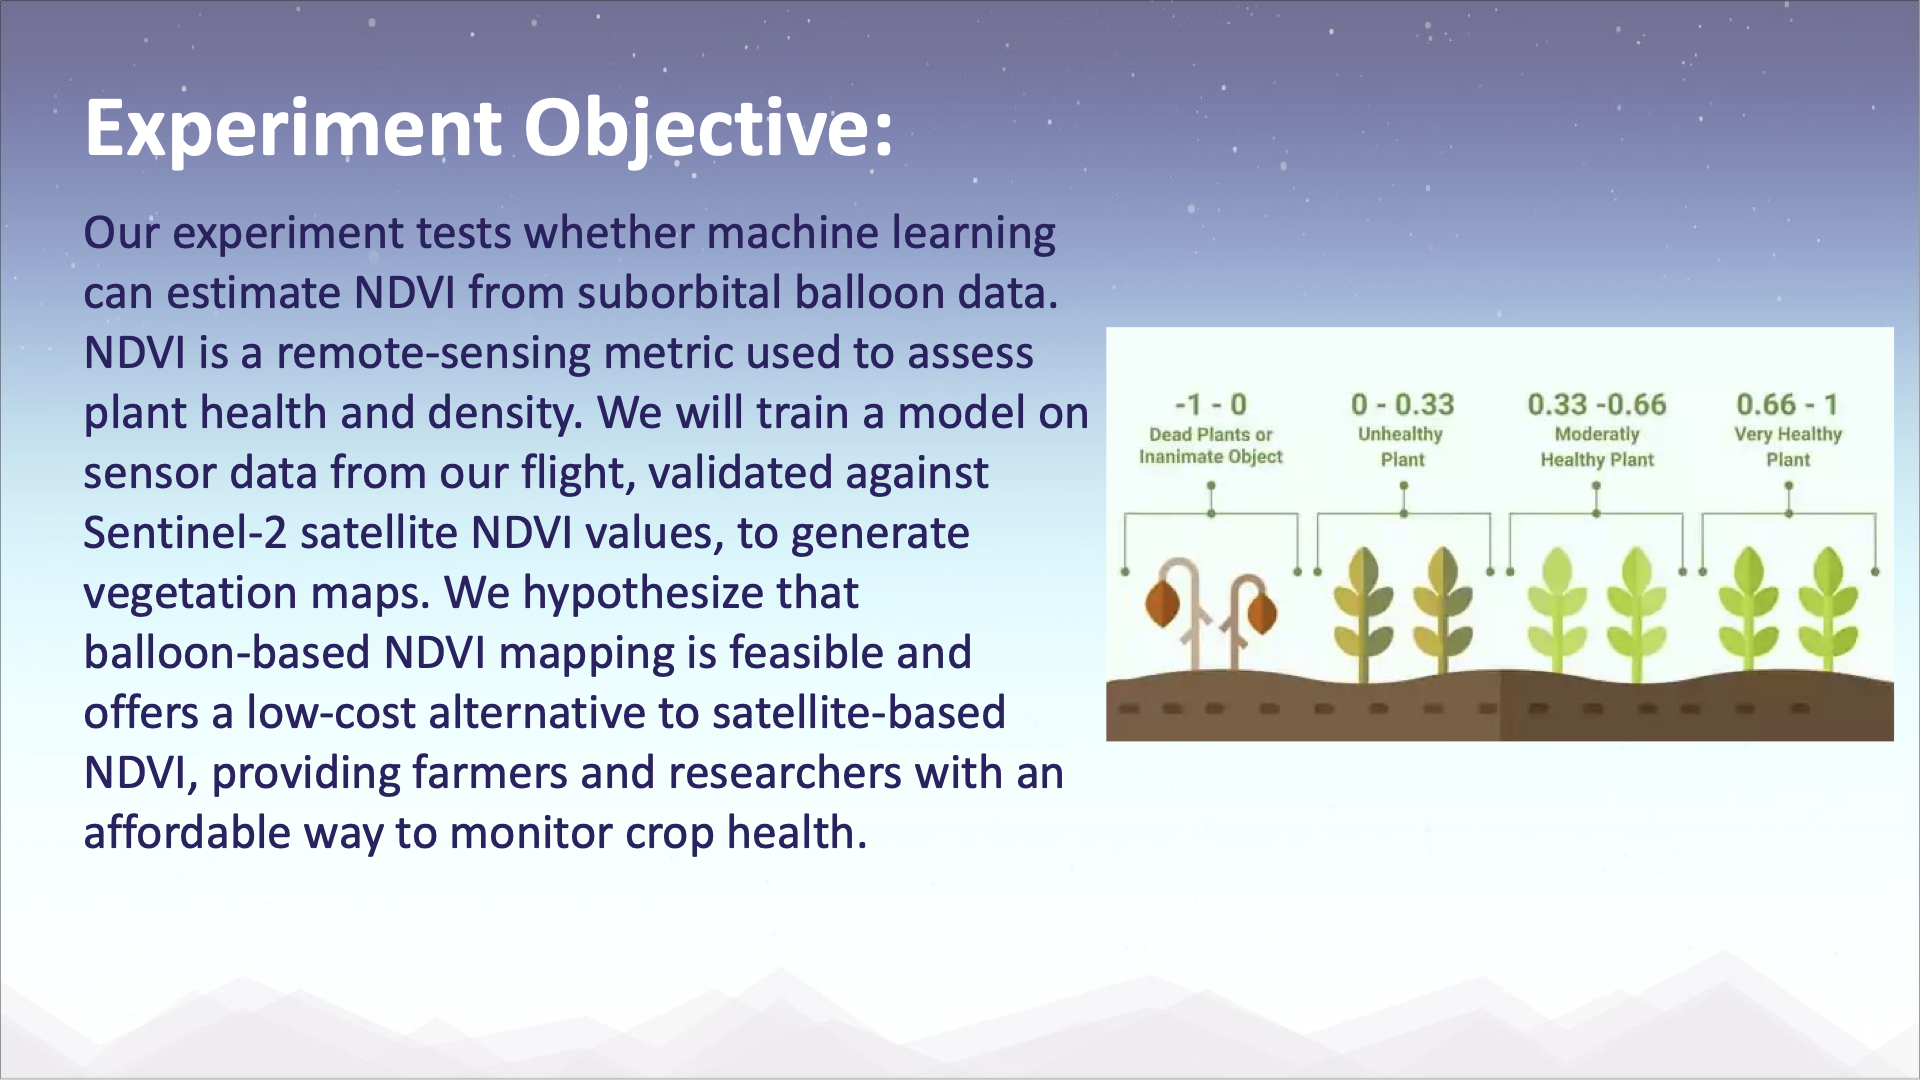 Experiment Objective:
Our experiment tests whether machine learning
can estimate NDVI from suborbital balloon data.
NDVI is a remote-sensing metric used to assess
plant health and density. We will train a model on
sensor data from our flight, validated against
Sentinel-2 satellite NDVI values, to generate
vegetation maps. We hypothesize that
balloon-based NDVI mapping is feasible and
offers a low-cost alternative to satellite-based
NDVI, providing farmers and researchers with an
affordable way to monitor crop health.
-1 - 0
Dead Plants or
Inanimate Object
0 - 0.33
Unhealthy
Plant
0.33 -0.66
Moderatly
Healthy Plant
0.66 - 1
Very Healthy
Plant